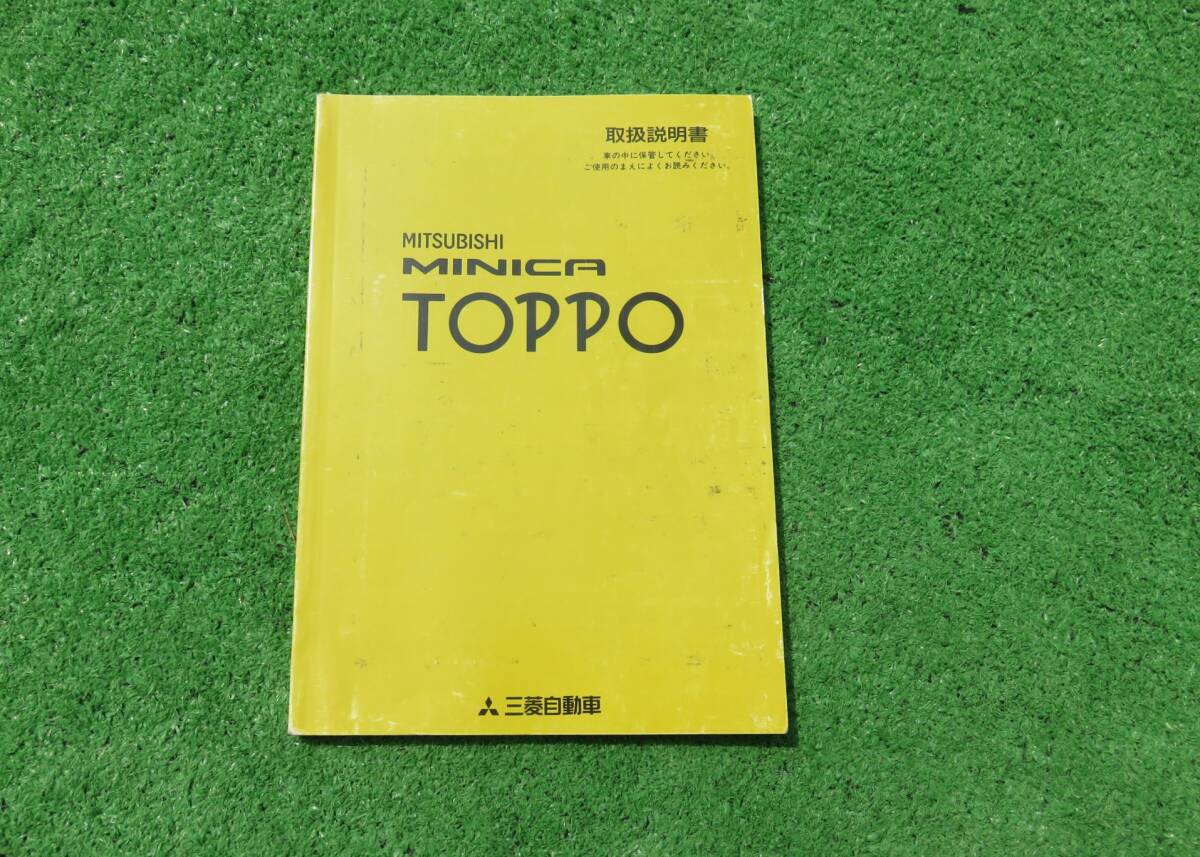 取扱説明書
車の中に保管してください。
ご使用のまえによくお読みください。
MITSUBISHI
MINICA
TOPPO
三菱自動車